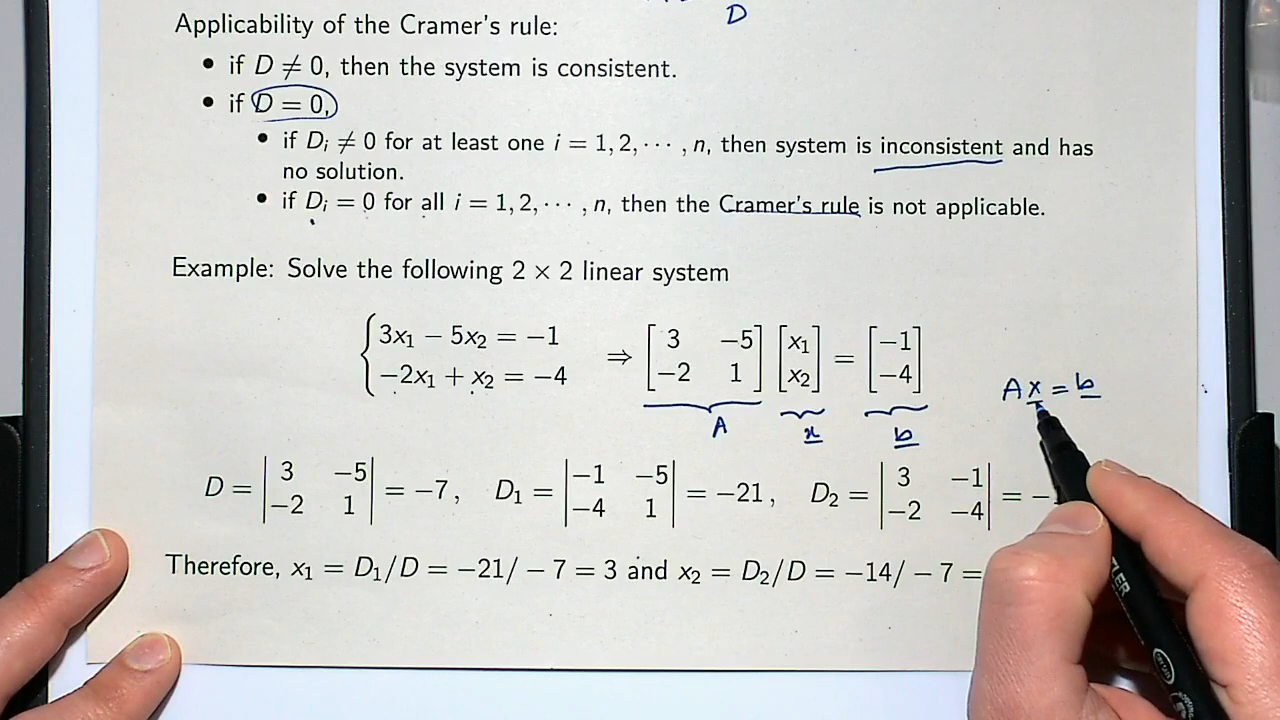 D
Applicability of the Cramer's rule:
• if D ≠ 0, then the system is consistent.
• if D = 0,
• if Dᵢ ≠ 0 for at least one i = 1, 2, ⋯ , n, then system is inconsistent and has
no solution.
• if Dᵢ = 0 for all i = 1, 2, ⋯ , n, then the Cramer's rule is not applicable.
Example: Solve the following 2 × 2 linear system
{ 3x₁ − 5x₂ = −1
−2x₁ + x₂ = −4 ⇒ [3 −5; −2 1] [x₁; x₂] = [−1; −4]
A x = b
A x b
D = |3 −5; −2 1| = −7, D₁ = |−1 −5; −4 1| = −21, D₂ = |3 −1; −2 −4| = −
Therefore, x₁ = D₁/D = −21/ − 7 = 3 and x₂ = D₂/D = −14/ − 7 =